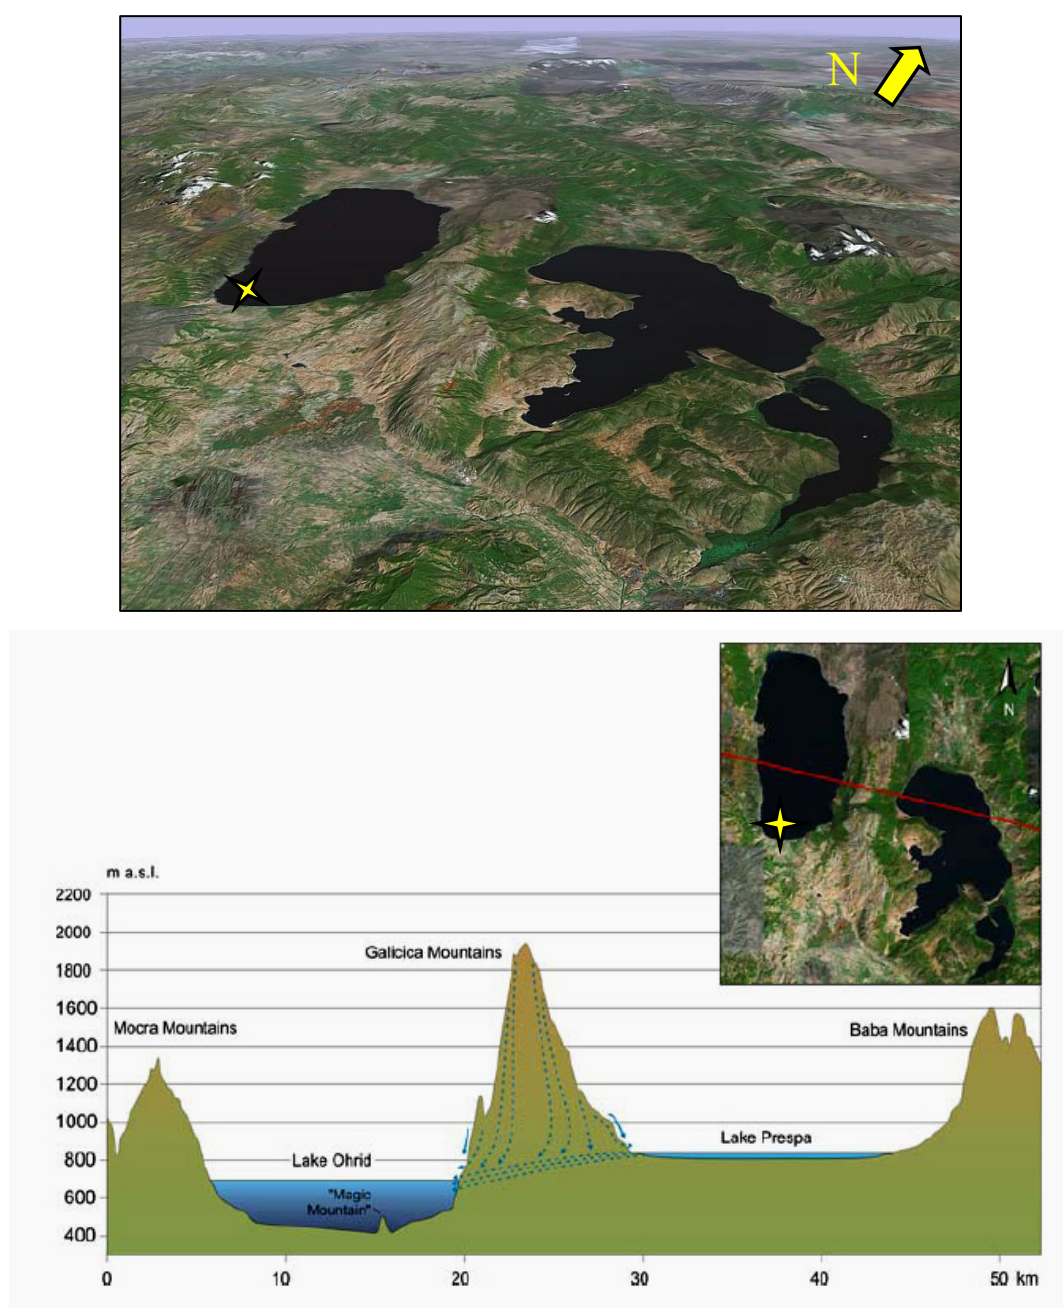 N
N
m a.s.l.
2200
2000
Galicica Mountains
1800
1600
Mocra Mountains
Baba Mountains
1400
1200
1000
Lake Prespa
800
Lake Ohrid
"Magic
Mountain"
600
400
0 10 20 30 40 50 km